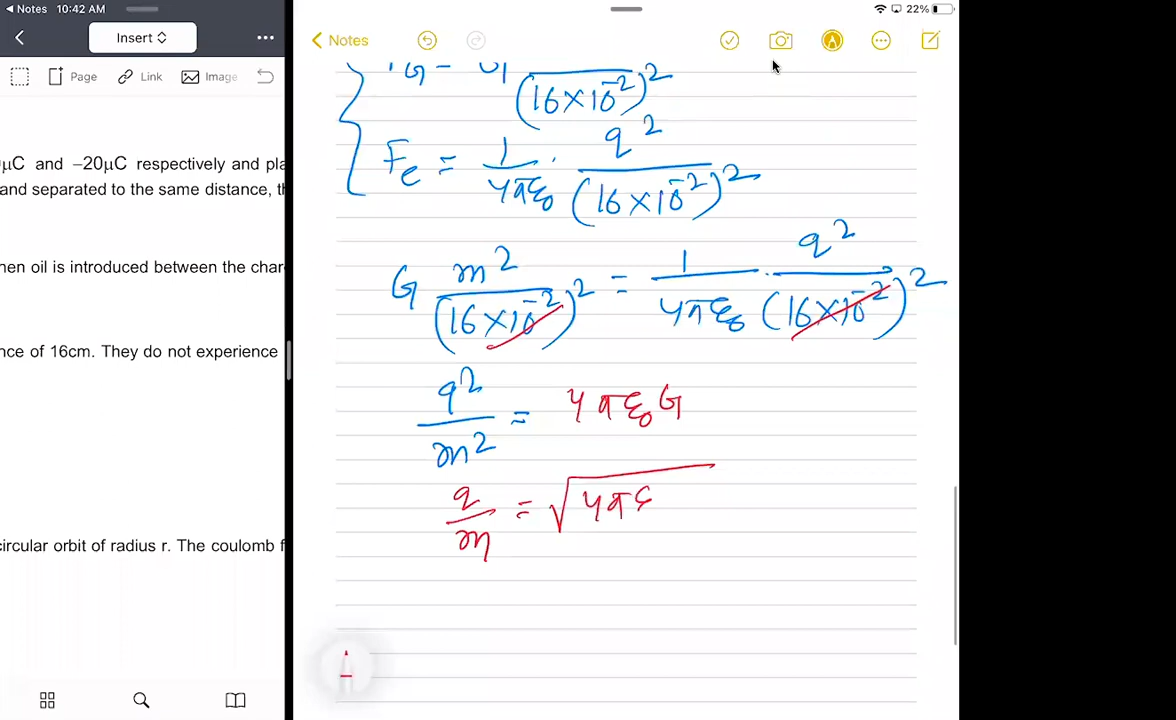 Notes 10:42 AM
22%
Insert
Notes
Page Link Image
(16×10⁻²)²
μC and −20μC respectively and pla
and separated to the same distance, t
Fe = 1/4πε₀ · q²/(16×10⁻²)²
hen oil is introduced between the char
G m²/(16×10⁻²)² = 1/4πε₀ · q²/(16×10⁻²)²
nce of 16cm. They do not experience
q²/m² = 4πε₀G
q/m = √4πε
circular orbit of radius r. The coulomb f